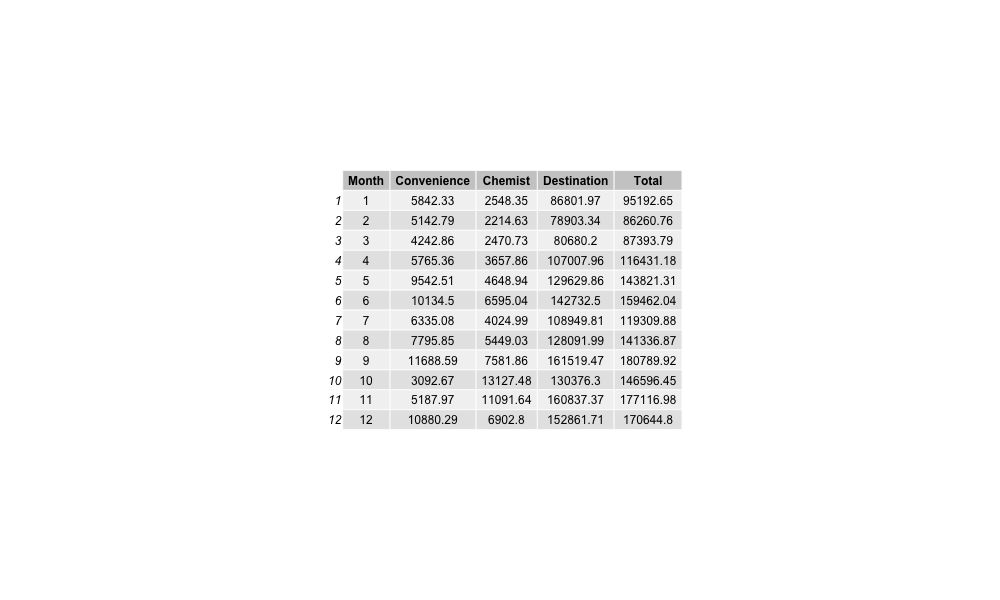 Month Convenience Chemist Destination Total
1 1 5842.33 2548.35 86801.97 95192.65
2 2 5142.79 2214.63 78903.34 86260.76
3 3 4242.86 2470.73 80680.2 87393.79
4 4 5765.36 3657.86 107007.96 116431.18
5 5 9542.51 4648.94 129629.86 143821.31
6 6 10134.5 6595.04 142732.5 159462.04
7 7 6335.08 4024.99 108949.81 119309.88
8 8 7795.85 5449.03 128091.99 141336.87
9 9 11688.59 7581.86 161519.47 180789.92
10 10 3092.67 13127.48 130376.3 146596.45
11 11 5187.97 11091.64 160837.37 177116.98
12 12 10880.29 6902.8 152861.71 170644.8